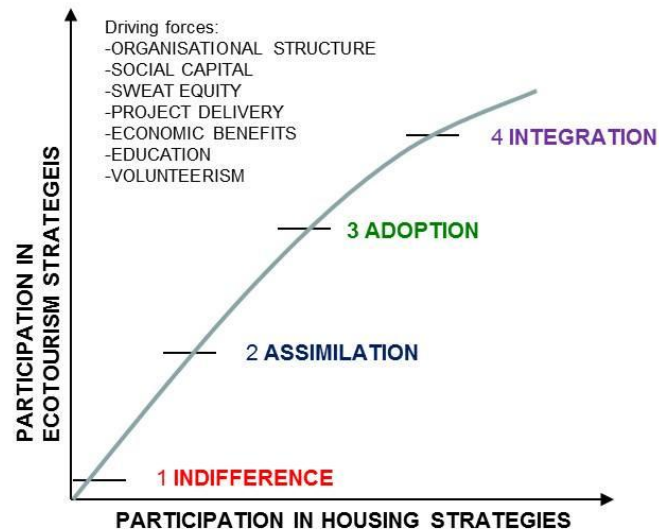 Driving forces:
-ORGANISATIONAL STRUCTURE
-SOCIAL CAPITAL
-SWEAT EQUITY
-PROJECT DELIVERY
-ECONOMIC BENEFITS
-EDUCATION
-VOLUNTEERISM
4 INTEGRATION
3 ADOPTION
2 ASSIMILATION
1 INDIFFERENCE
PARTICIPATION IN
ECOTOURISM STRATEGEIS
PARTICIPATION IN HOUSING STRATEGIES